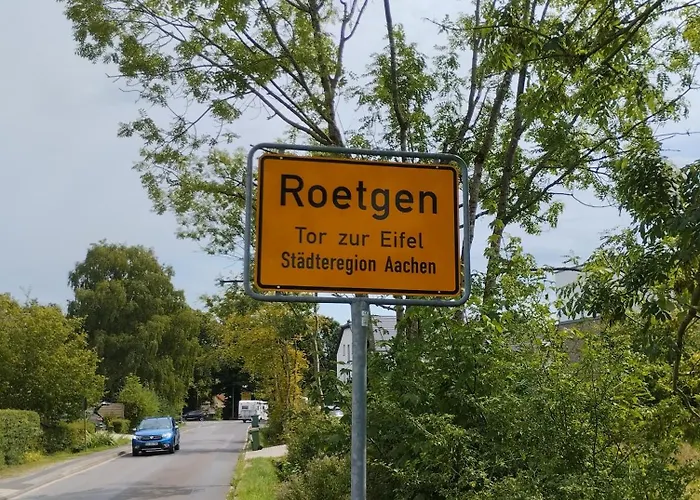 Roetgen
Tor zur Eifel
Städteregion Aachen